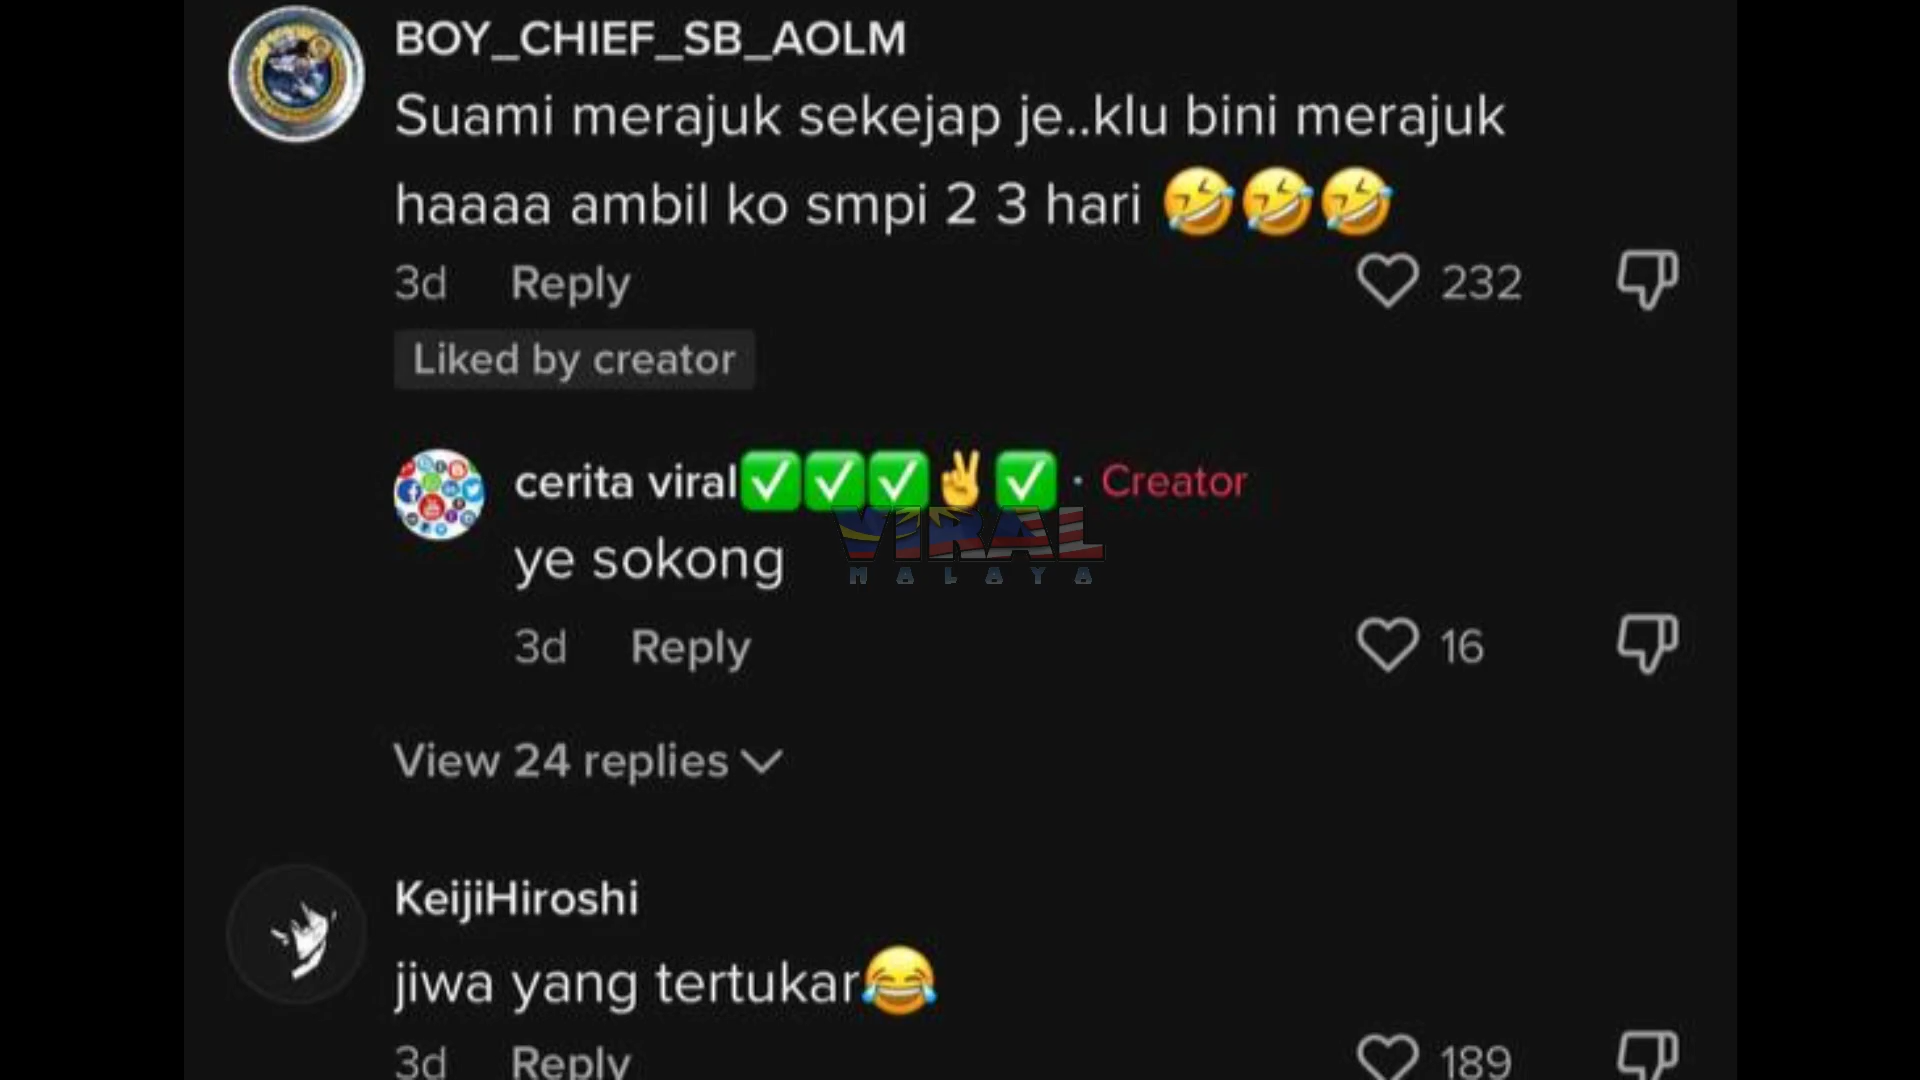 BOY_CHIEF_SB_AOLM
Suami merajuk sekejap je..klu bini merajuk
haaaa ambil ko smpi 2 3 hari 🤣🤣🤣
3d Reply 232
Liked by creator
cerita viral✅✅✅✌️✅ · Creator
ye sokong
VIRAL
MALAYA
3d Reply 16
View 24 replies
KeijiHiroshi
jiwa yang tertukar😂
3d Reply 189